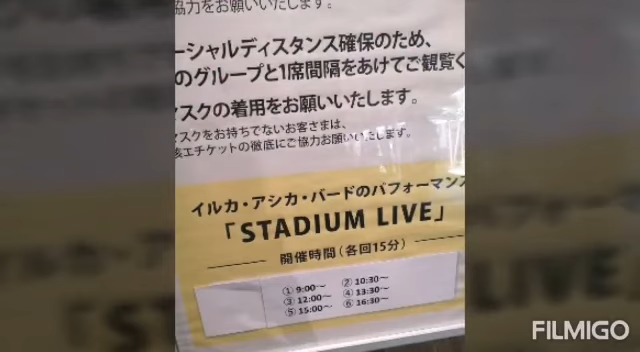 協力をお願いいたします。
ーシャルディスタンス確保のため、
のグループと1席間隔をあけてご観覧く
マスクの着用をお願いいたします。
マスクをお持ちでないお客さまは、
咳エチケットの徹底にご協力お願いいたします。
イルカ・アシカ・バードのパフォーマンス
「STADIUM LIVE」
開催時間(各回15分)
① 9:00〜 ② 10:30〜
③ 12:00〜 ④ 13:30〜
⑤ 15:00〜 ⑥ 16:30〜
FILMIGO